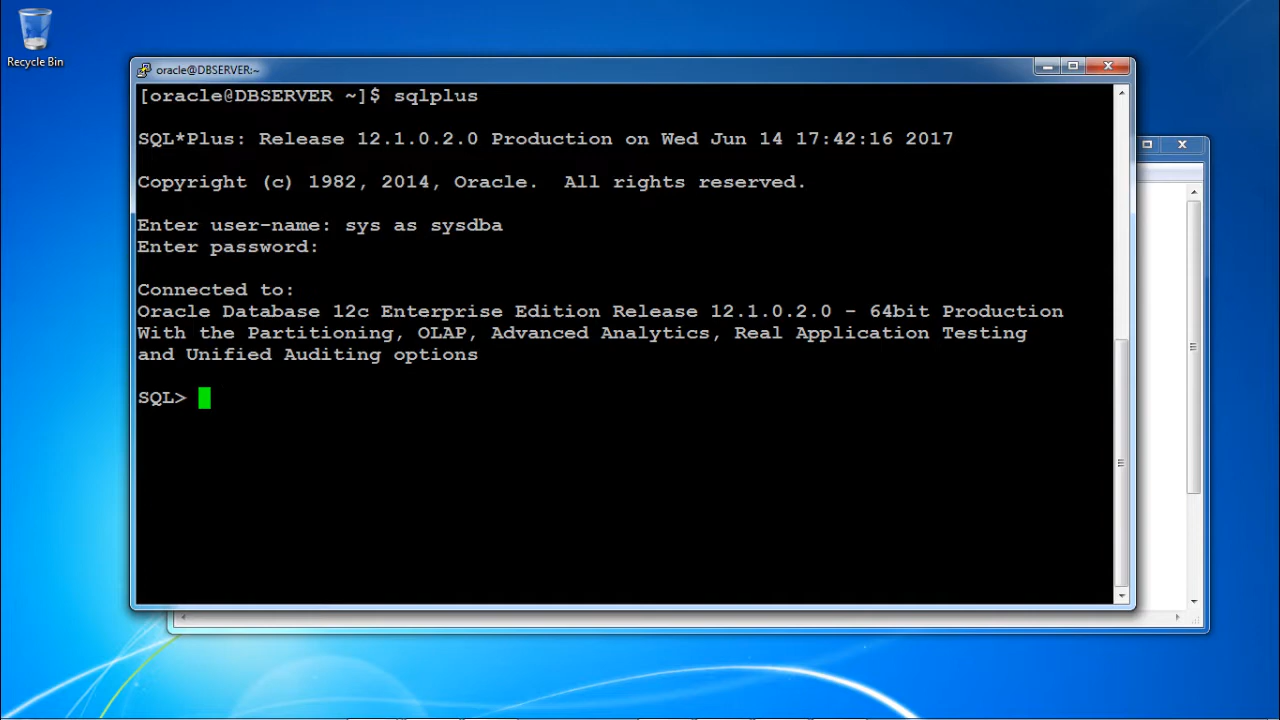 Recycle Bin
oracle@DBSERVER:~
[oracle@DBSERVER ~]$ sqlplus
SQL*Plus: Release 12.1.0.2.0 Production on Wed Jun 14 17:42:16 2017
Copyright (c) 1982, 2014, Oracle.  All rights reserved.
Enter user-name: sys as sysdba
Enter password:
Connected to:
Oracle Database 12c Enterprise Edition Release 12.1.0.2.0 - 64bit Production
With the Partitioning, OLAP, Advanced Analytics, Real Application Testing
and Unified Auditing options
SQL>